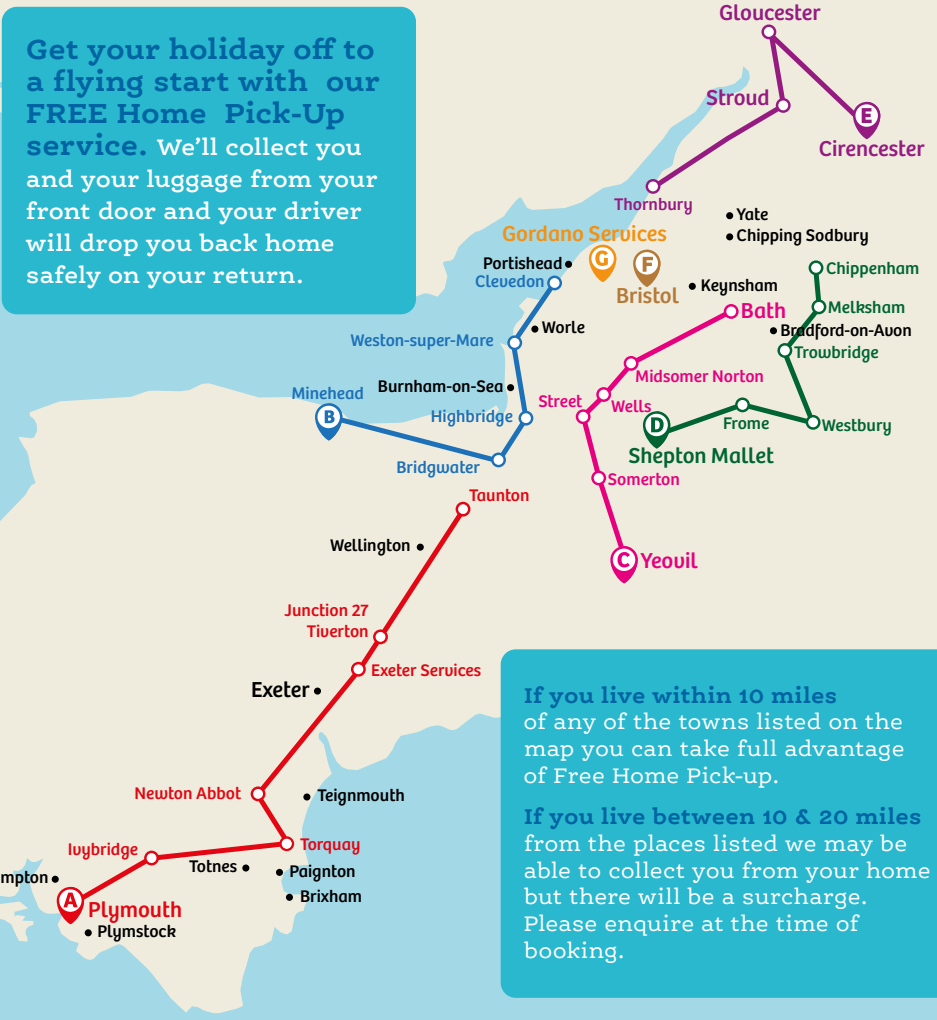 Get your holiday off to
a flying start with our
FREE Home Pick-Up
service. We'll collect you
and your luggage from your
front door and your driver
will drop you back home
safely on your return.
Gloucester
Stroud
E
Cirencester
Thornbury
Yate
Chipping Sodbury
Gordano Services
G
F
Bristol
Portishead
Clevedon
Keynsham
Chippenham
Melksham
Bradford-on-Avon
Trowbridge
Bath
Worle
Weston-super-Mare
Midsomer Norton
Burnham-on-Sea
Minehead
B
Highbridge
Street
Wells
D
Frome
Westbury
Shepton Mallet
Bridgwater
Somerton
Taunton
Wellington
C
Yeovil
Junction 27
Tiverton
Exeter Services
Exeter
Newton Abbot
Teignmouth
Ivybridge
Torquay
Totnes
Paignton
mpton
A
Plymouth
Brixham
Plymstock
If you live within 10 miles
of any of the towns listed on the
map you can take full advantage
of Free Home Pick-up.
If you live between 10 & 20 miles
from the places listed we may be
able to collect you from your home
but there will be a surcharge.
Please enquire at the time of
booking.